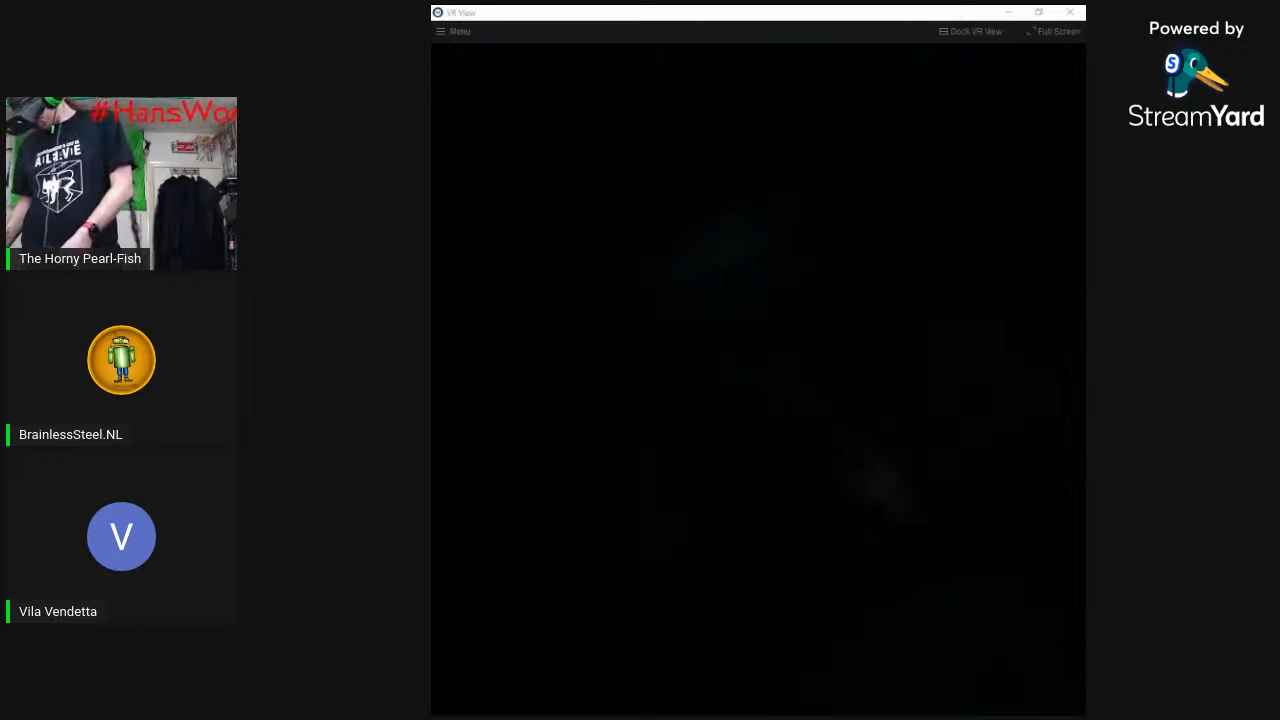 VR View
Menu
Dock VR View
Full Screen
Powered by
StreamYard
#HansWo
The Horny Pearl-Fish
BrainlessSteel.NL
V
Vila Vendetta